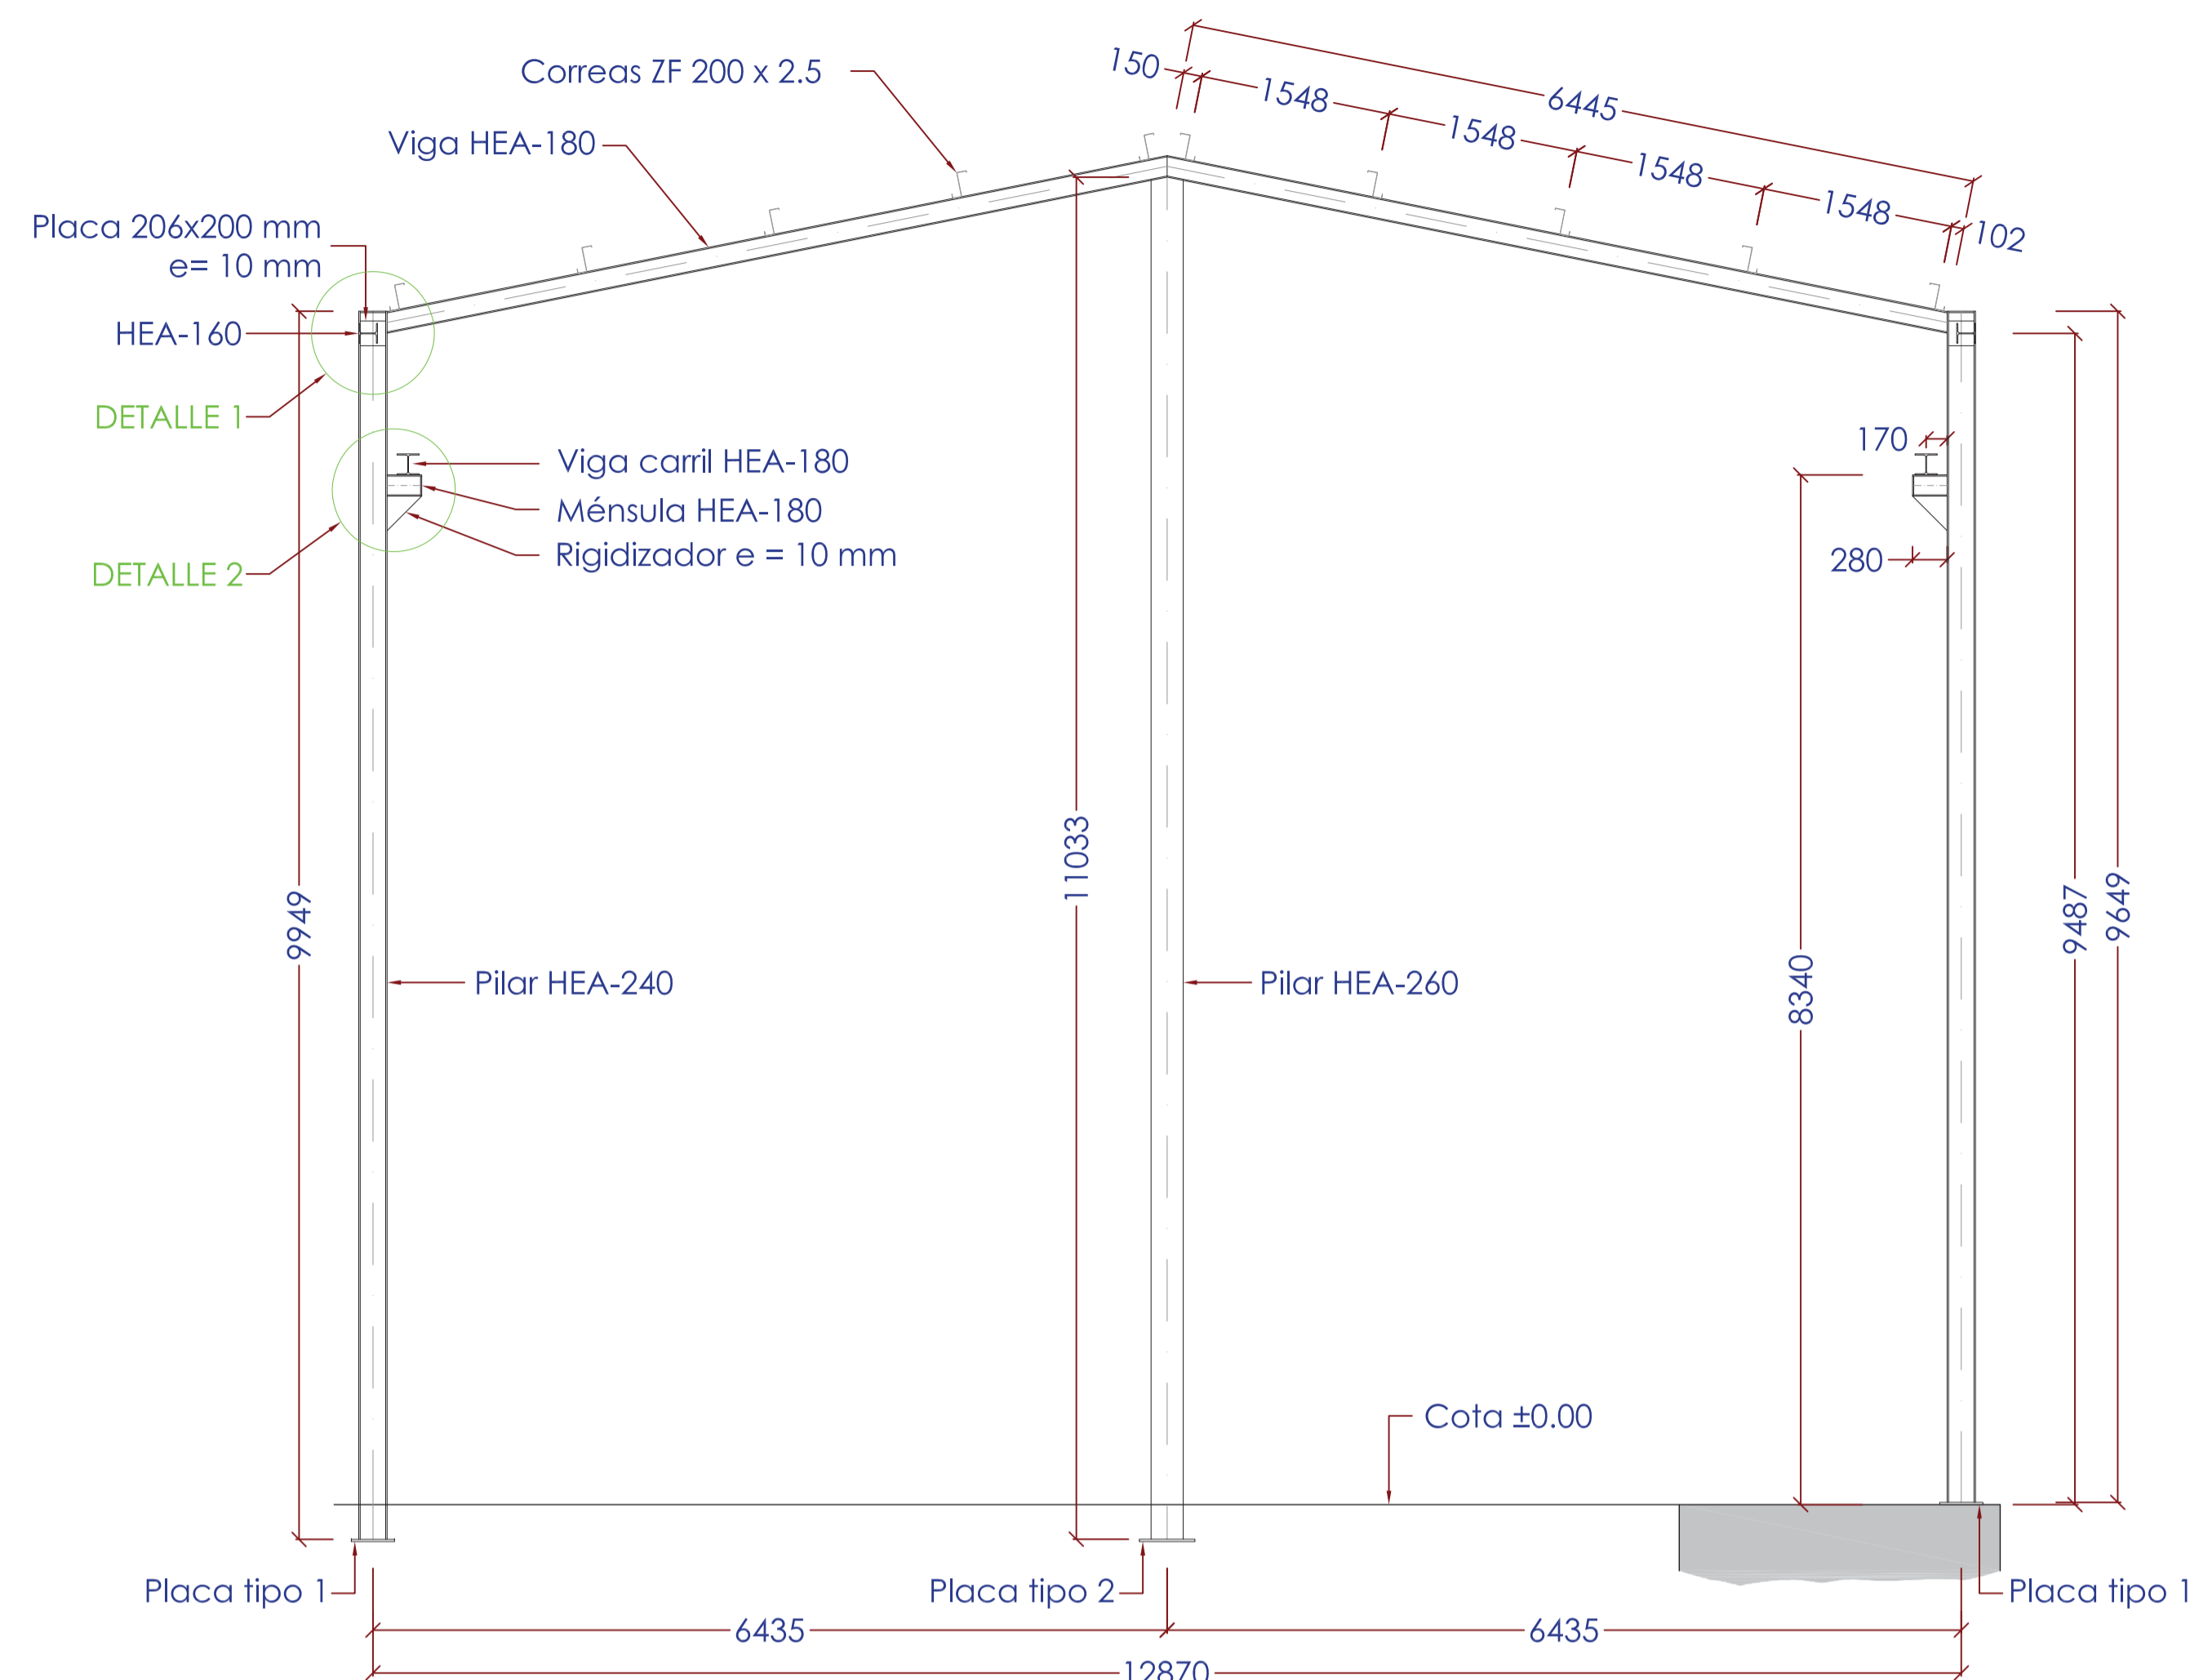 150
1548
1548
1548
1548
6445
102
Correas ZF 200 x 2.5
Viga HEA-180
Placa 206x200 mm
e= 10 mm
HEA-160
DETALLE 1
Viga carril HEA-180
Ménsula HEA-180
Rigidizador e = 10 mm
DETALLE 2
170
280
9949
11033
8340
9487
9649
Pilar HEA-240
Pilar HEA-260
Cota ±0.00
Placa tipo 1
Placa tipo 2
Placa tipo 1
6435
6435
12870